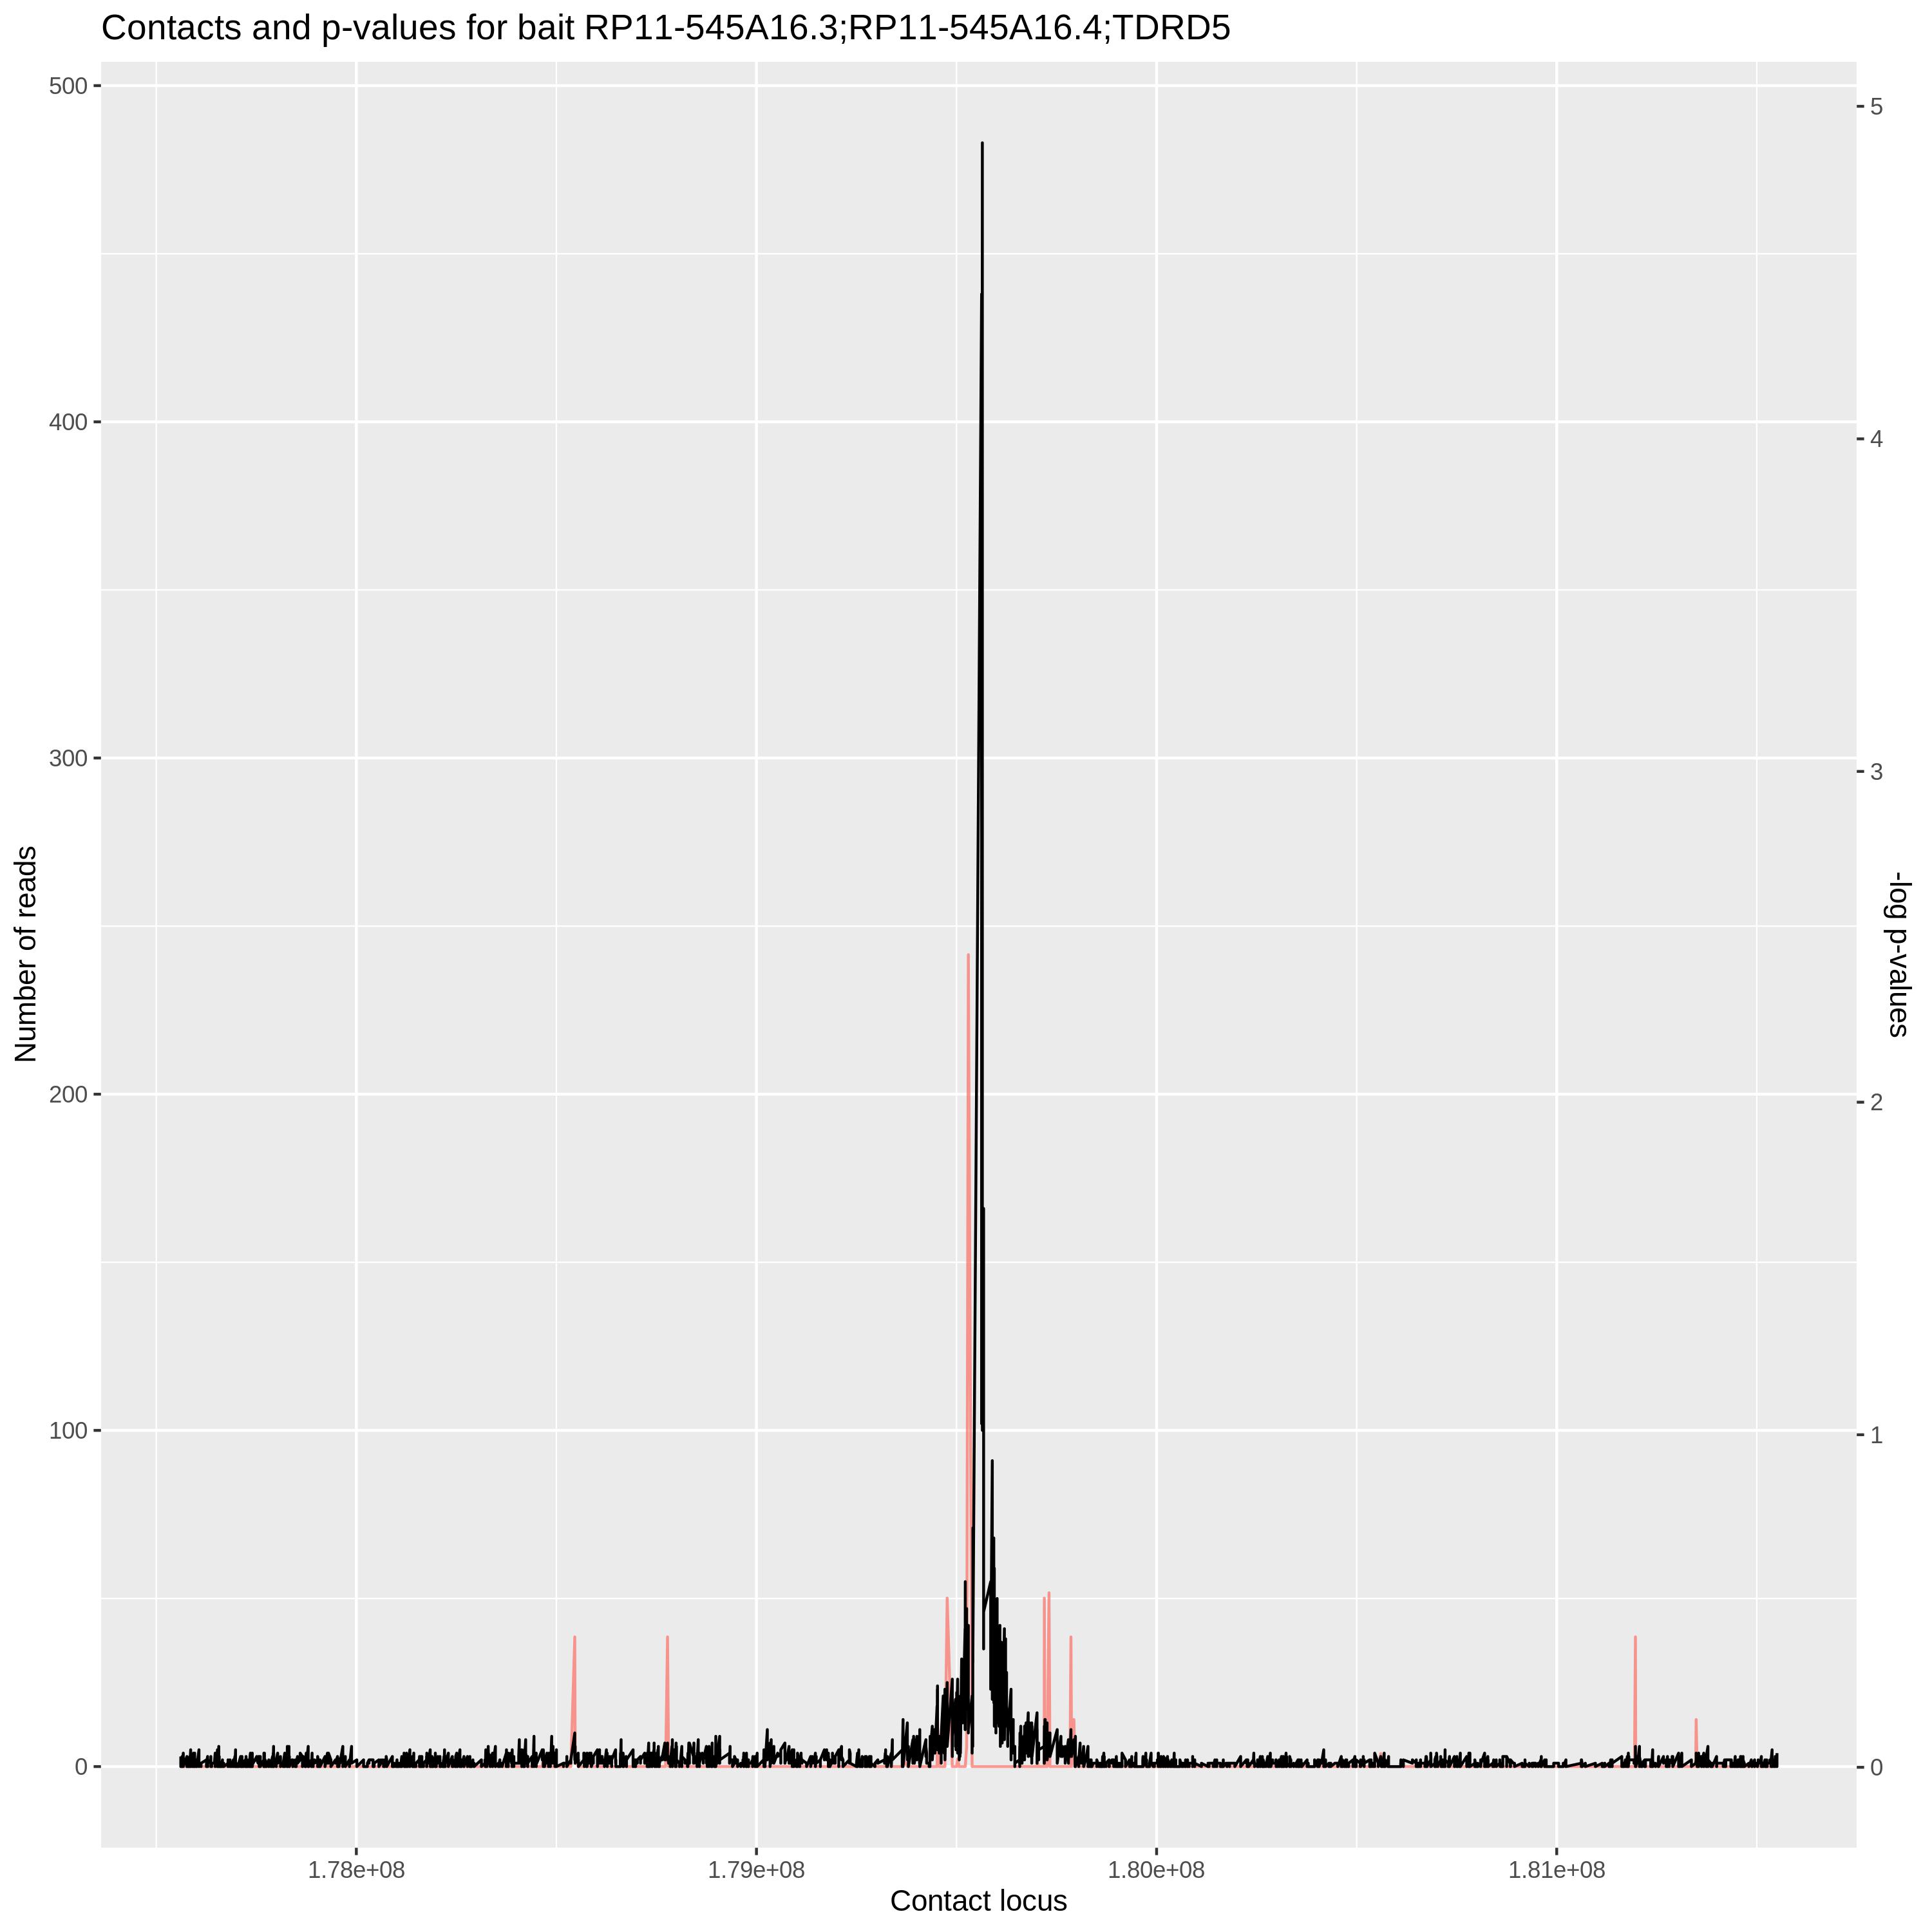 Contacts and p-values for bait RP11-545A16.3;RP11-545A16.4;TDRD5
500
400
300
200
100
0
Number of reads
5
4
3
2
1
0
-log p-values
1.78e+08
1.79e+08
1.80e+08
1.81e+08
Contact locus